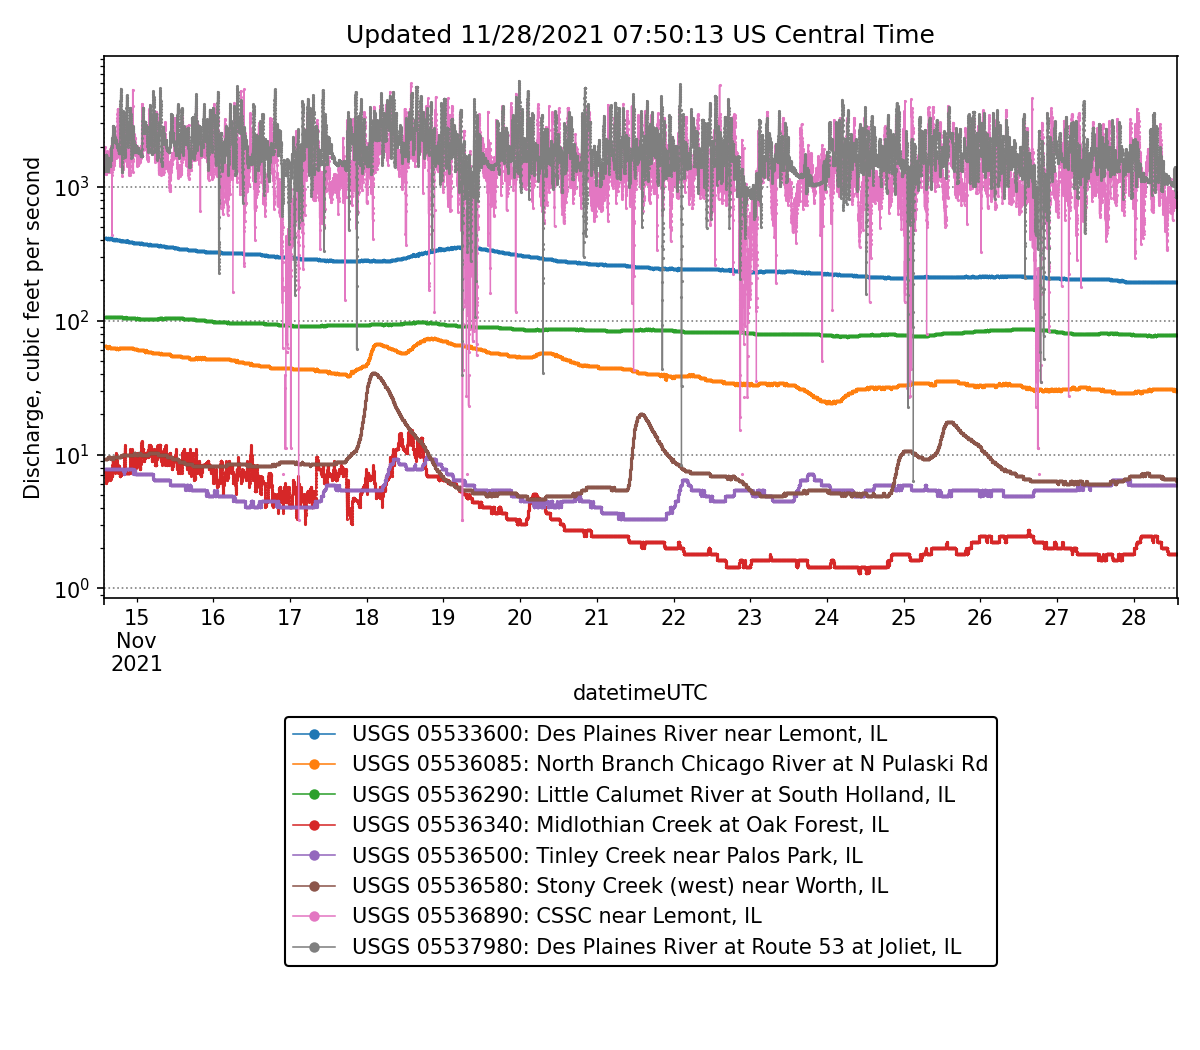 Updated 11/28/2021 07:50:13 US Central Time
Discharge, cubic feet per second
10³
10²
10¹
10⁰
15 16 17 18 19 20 21 22 23 24 25 26 27 28
Nov
2021
datetimeUTC
USGS 05533600: Des Plaines River near Lemont, IL
USGS 05536085: North Branch Chicago River at N Pulaski Rd
USGS 05536290: Little Calumet River at South Holland, IL
USGS 05536340: Midlothian Creek at Oak Forest, IL
USGS 05536500: Tinley Creek near Palos Park, IL
USGS 05536580: Stony Creek (west) near Worth, IL
USGS 05536890: CSSC near Lemont, IL
USGS 05537980: Des Plaines River at Route 53 at Joliet, IL